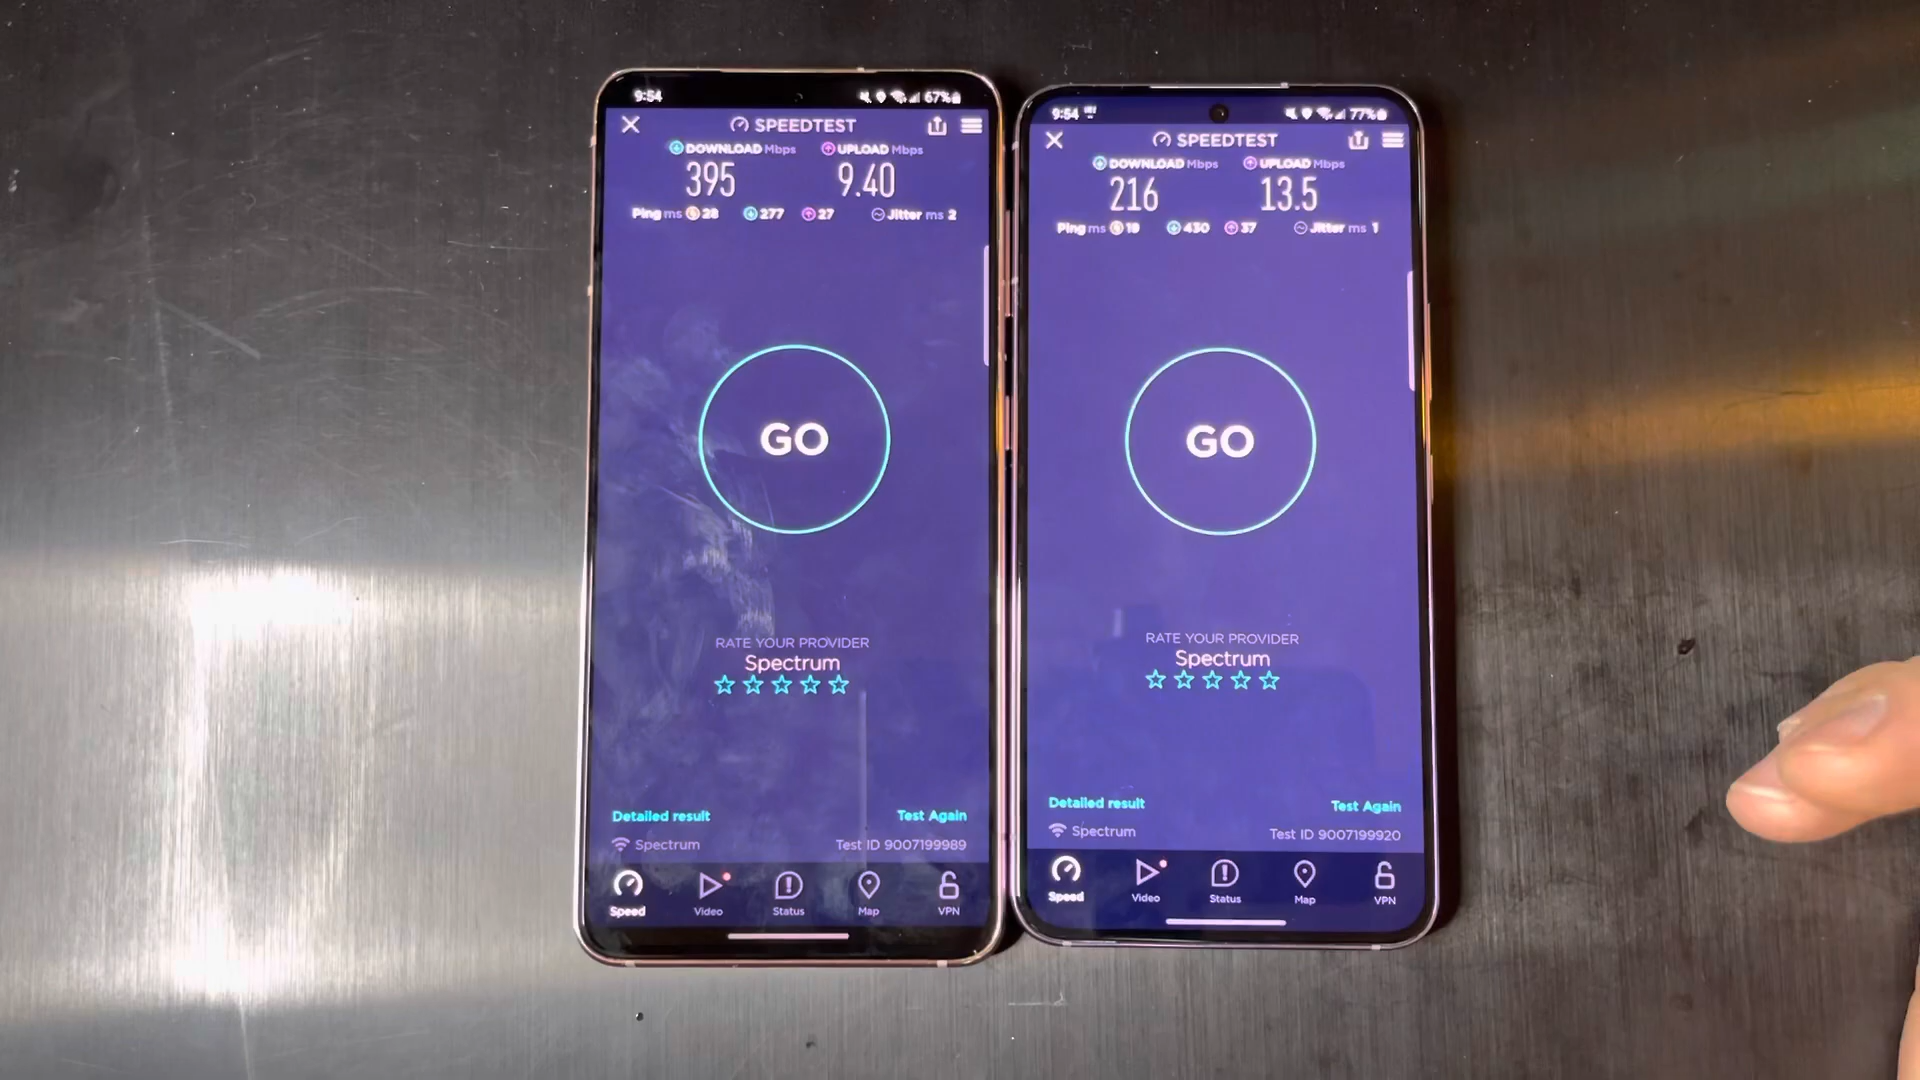 9:54
67%
SPEEDTEST
DOWNLOAD Mbps
UPLOAD Mbps
395
9.40
Ping ms 28 277 27 Jitter ms 2
GO
RATE YOUR PROVIDER
Spectrum
Detailed result
Test Again
Spectrum
Test ID 9007199989
Speed
Video
Status
Map
VPN
9:54
77%
SPEEDTEST
DOWNLOAD Mbps
UPLOAD Mbps
216
13.5
Ping ms 19 430 37 Jitter ms 1
GO
RATE YOUR PROVIDER
Spectrum
Detailed result
Test Again
Spectrum
Test ID 9007199920
Speed
Video
Status
Map
VPN